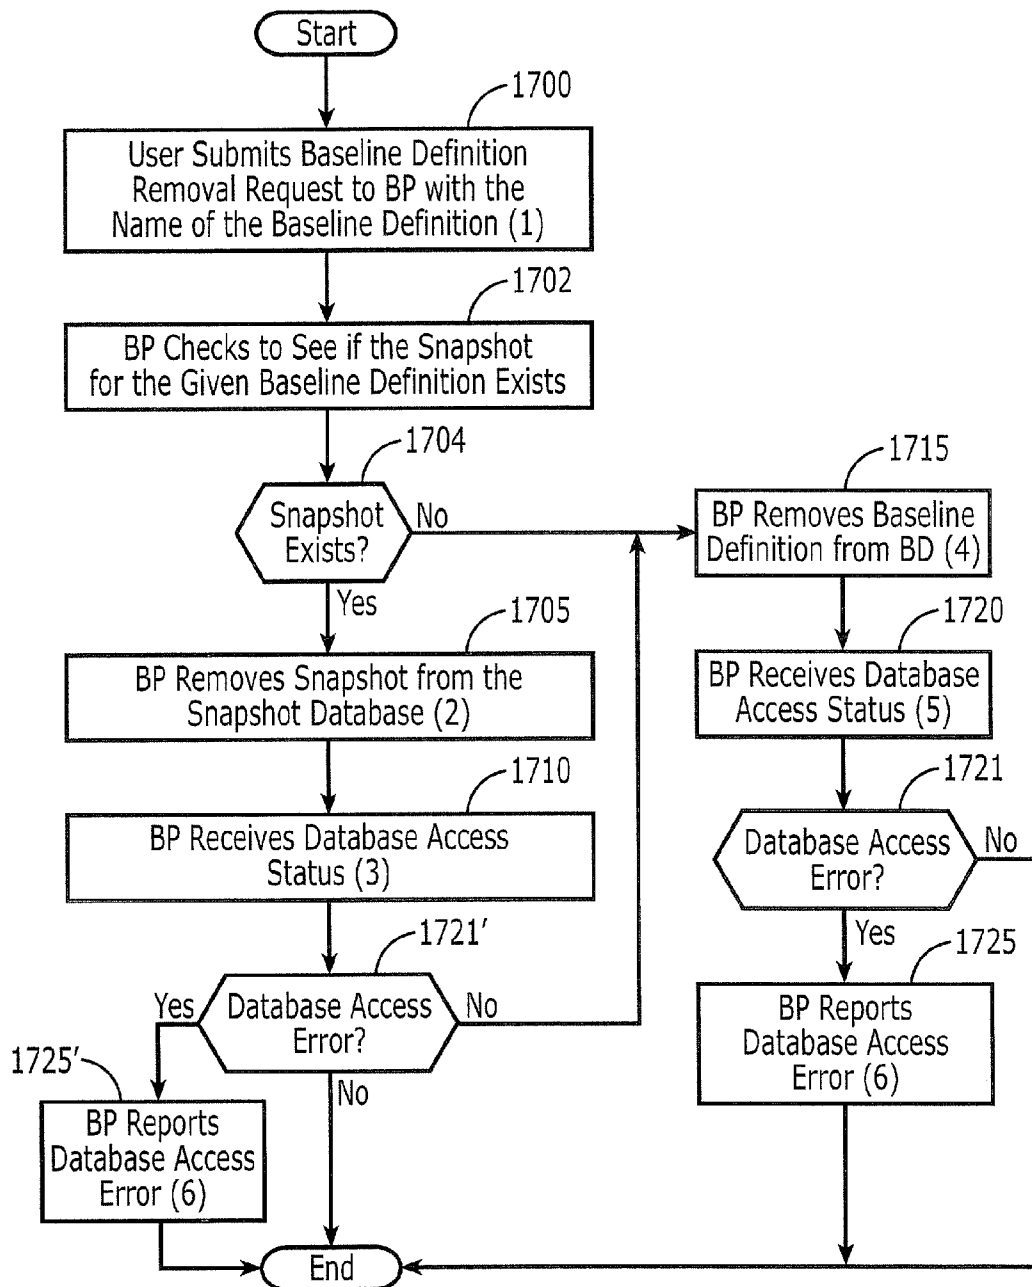 Start
1700
User Submits Baseline Definition
Removal Request to BP with the
Name of the Baseline Definition (1)
1702
BP Checks to See if the Snapshot
for the Given Baseline Definition Exists
1704
Snapshot
Exists?
No
Yes
1705
BP Removes Snapshot from the
Snapshot Database (2)
1710
BP Receives Database Access
Status (3)
1721'
Database Access
Error?
Yes
No
No
1725'
BP Reports
Database Access
Error (6)
1715
BP Removes Baseline
Definition from BD (4)
1720
BP Receives Database
Access Status (5)
1721
Database Access
Error?
No
Yes
1725
BP Reports
Database Access
Error (6)
End